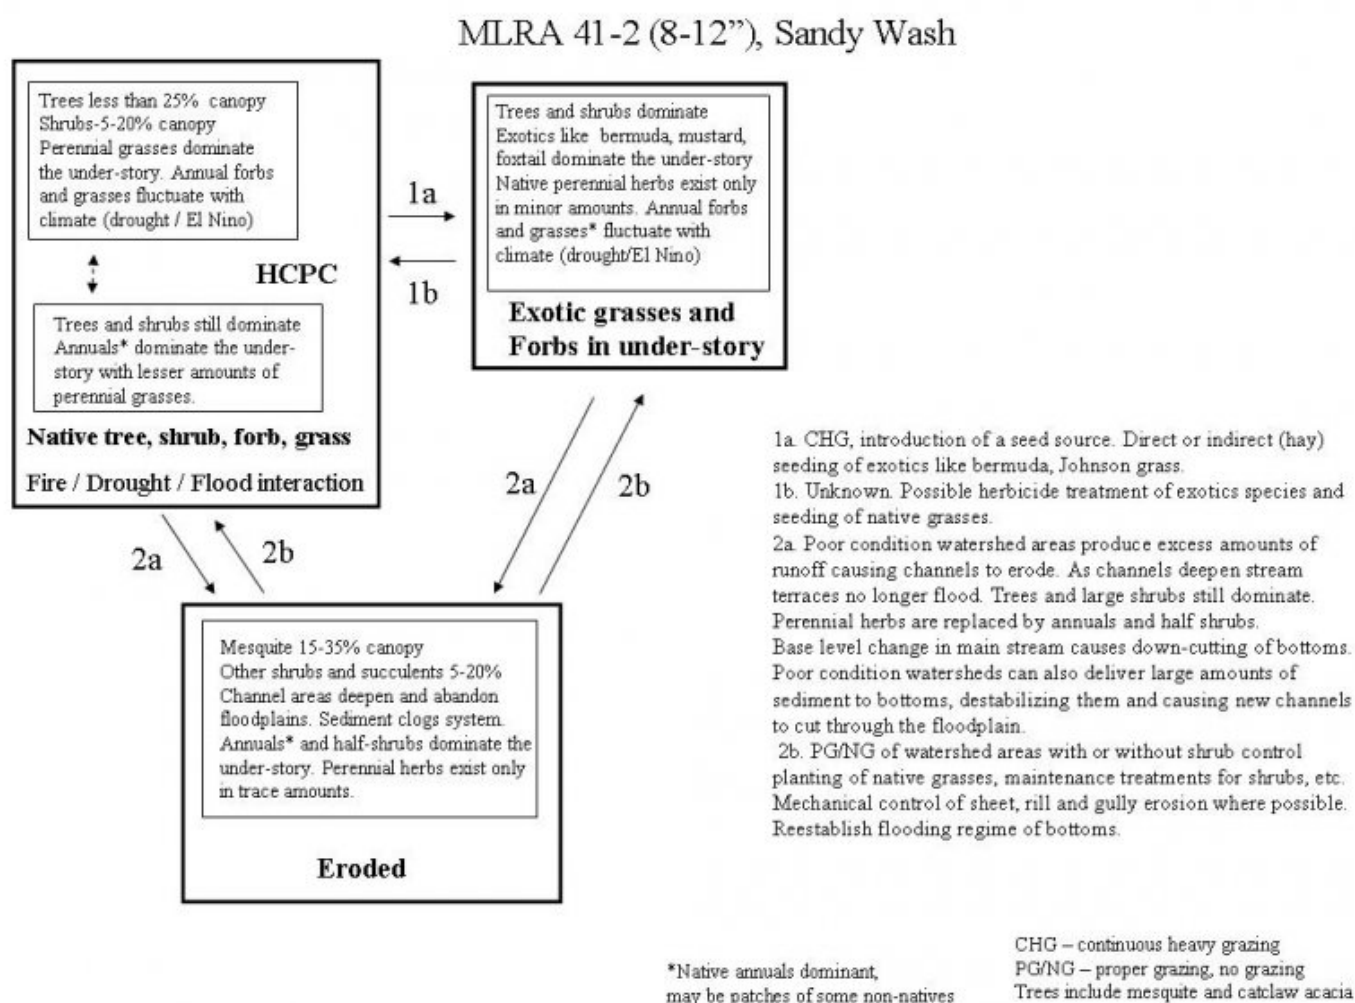 MLRA 41-2 (8-12”), Sandy Wash
Trees less than 25% canopy
Shrubs-5-20% canopy
Perennial grasses dominate
the under-story. Annual forbs
and grasses fluctuate with
climate (drought / El Nino)
HCPC
Trees and shrubs still dominate
Annuals* dominate the under-
story with lesser amounts of
perennial grasses.
Native tree, shrub, forb, grass
Fire / Drought / Flood interaction
1a
1b
Trees and shrubs dominate
Exotics like bermuda, mustard,
foxtail dominate the under-story
Native perennial herbs exist only
in minor amounts. Annual forbs
and grasses* fluctuate with
climate (drought/El Nino)
Exotic grasses and
Forbs in under-story
2a
2b
2a
2b
Mesquite 15-35% canopy
Other shrubs and succulents 5-20%
Channel areas deepen and abandon
floodplains. Sediment clogs system.
Annuals* and half-shrubs dominate the
under-story. Perennial herbs exist only
in trace amounts.
Eroded
1a. CHG, introduction of a seed source. Direct or indirect (hay)
seeding of exotics like bermuda, Johnson grass.
1b. Unknown. Possible herbicide treatment of exotics species and
seeding of native grasses.
2a. Poor condition watershed areas produce excess amounts of
runoff causing channels to erode. As channels deepen stream
terraces no longer flood. Trees and large shrubs still dominate.
Perennial herbs are replaced by annuals and half shrubs.
Base level change in main stream causes down-cutting of bottoms.
Poor condition watersheds can also deliver large amounts of
sediment to bottoms, destabilizing them and causing new channels
to cut through the floodplain.
2b. PG/NG of watershed areas with or without shrub control
planting of native grasses, maintenance treatments for shrubs, etc.
Mechanical control of sheet, rill and gully erosion where possible.
Reestablish flooding regime of bottoms.
*Native annuals dominant,
may be patches of some non-natives
CHG – continuous heavy grazing
PG/NG – proper grazing, no grazing
Trees include mesquite and catclaw acacia